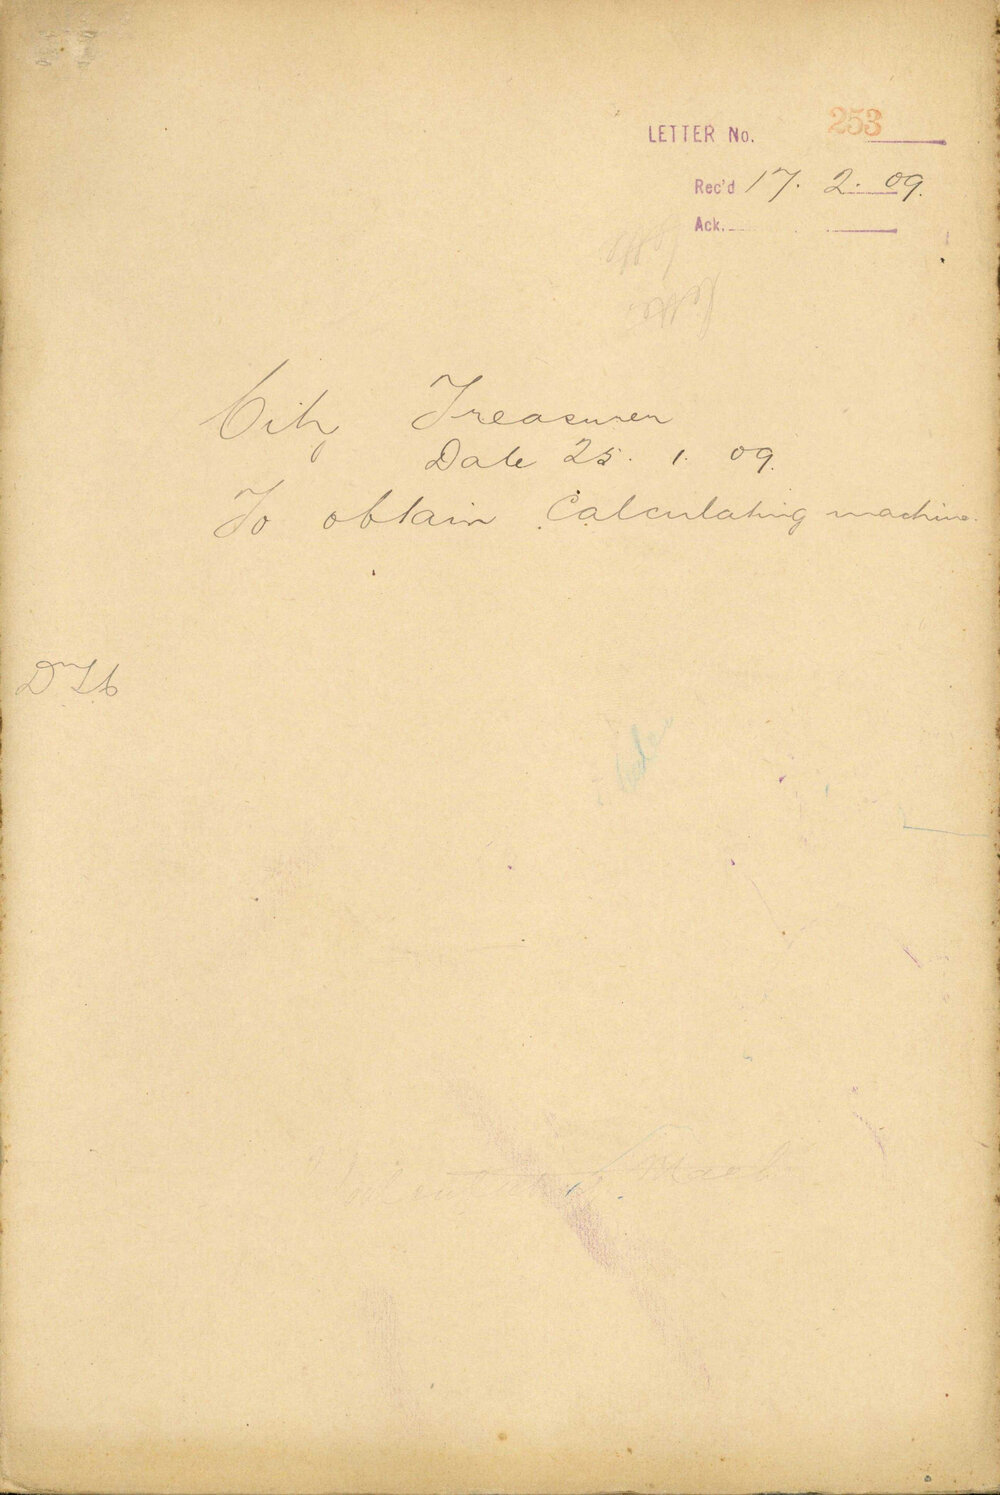 LETTER No. 253
Rec'd 17. 2. 09.
Ack.
City Treasurer
Date 25. 1. 09.
To obtain Calculating machine.